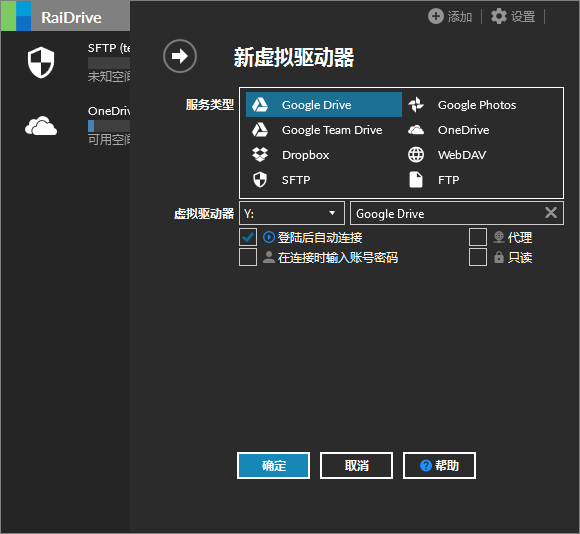 RaiDrive
添加
设置
SFTP (te
未知空间
OneDriv
可用空间
新虚拟驱动器
服务类型
Google Drive
Google Photos
Google Team Drive
OneDrive
Dropbox
WebDAV
SFTP
FTP
虚拟驱动器
Y:
Google Drive
登陆后自动连接
代理
在连接时输入账号密码
只读
确定
取消
帮助